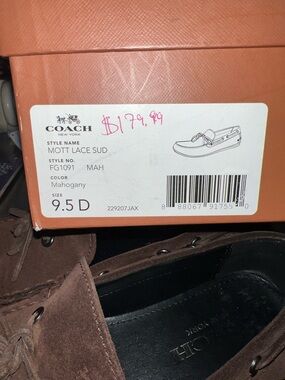 COACH
NEW YORK
$179.99
STYLE NAME
MOTT LACE SUD
STYLE NO.
FG1091 MAH
COLOR
Mahogany
SIZE
9.5 D
229207JAX